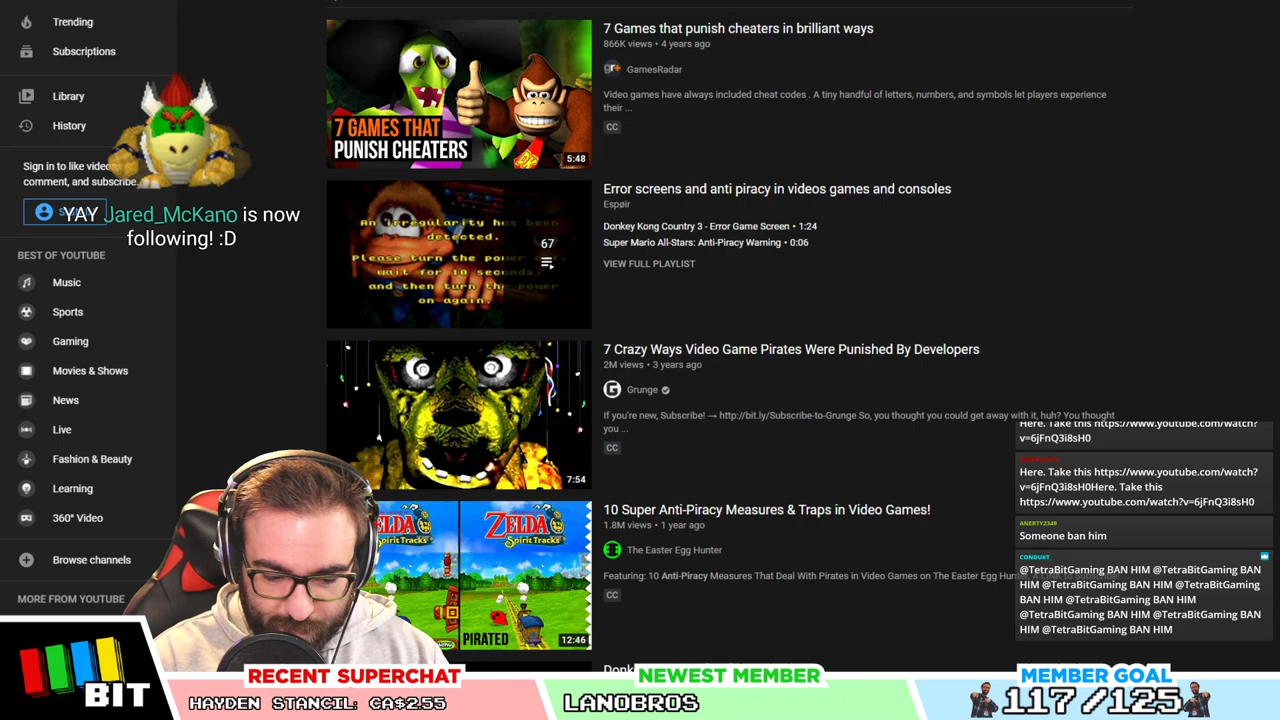 Trending
Subscriptions
Library
History
Sign in to like videos,
comment, and subscribe.
YAY Jared_McKano is now
following! :D
BEST OF YOUTUBE
Music
Sports
Gaming
Movies & Shows
News
Live
Fashion & Beauty
Learning
360° Video
Browse channels
MORE FROM YOUTUBE
7 GAMES THAT
PUNISH CHEATERS
5:48
7 Games that punish cheaters in brilliant ways
866K views • 4 years ago
gr+ GamesRadar
Video games have always included cheat codes . A tiny handful of letters, numbers, and symbols let players experience
their ...
CC
An irregularity has been
detected.
Please turn the power
wait for 10 seconds,
and then turn the power
on again.
67
Error screens and anti piracy in videos games and consoles
Espøir
Donkey Kong Country 3 - Error Game Screen • 1:24
Super Mario All-Stars: Anti-Piracy Warning • 0:06
VIEW FULL PLAYLIST
7:54
7 Crazy Ways Video Game Pirates Were Punished By Developers
2M views • 3 years ago
G Grunge
If you're new, Subscribe! → http://bit.ly/Subscribe-to-Grunge So, you thought you could get away with it, huh? You thought
you ...
CC
ZELDA
Spirit Tracks
ZELDA
Spirit Tracks
PIRATED
12:46
10 Super Anti-Piracy Measures & Traps in Video Games!
1.8M views • 1 year ago
The Easter Egg Hunter
Featuring: 10 Anti-Piracy Measures That Deal With Pirates in Video Games on The Easter Egg
CC
Here. Take this https://www.youtube.com/watch?
v=6jFnQ3i8sH0
Here. Take this https://www.youtube.com/watch?
v=6jFnQ3i8sH0Here. Take this
https://www.youtube.com/watch?v=6jFnQ3i8sH0
ANERTY2349
Someone ban him
CONDUKT_
@TetraBitGaming BAN HIM @TetraBitGaming BAN
HIM @TetraBitGaming BAN HIM @TetraBitGaming
BAN HIM @TetraBitGaming BAN HIM
@TetraBitGaming BAN HIM @TetraBitGaming BAN
HIM @TetraBitGaming BAN HIM
BIT
RECENT SUPERCHAT
HAYDEN STANCIL: CA$2.55
NEWEST MEMBER
LANOBROS
MEMBER GOAL
117/125